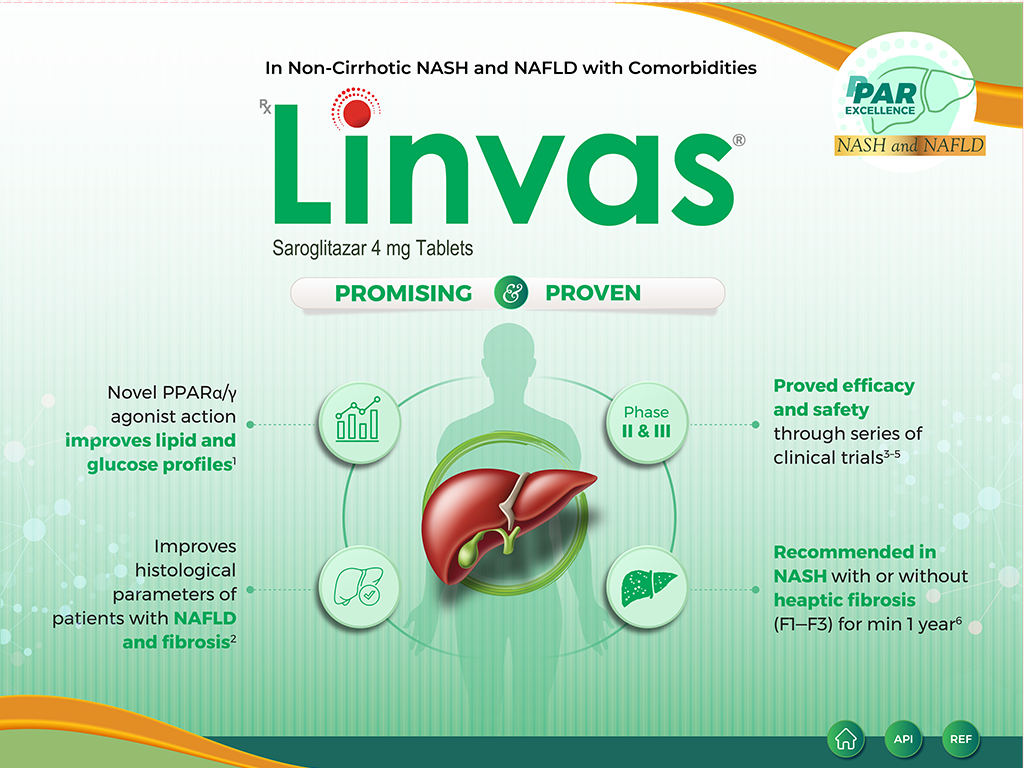 In Non-Cirrhotic NASH and NAFLD with Comorbidities
PPAR
EXCELLENCE
NASH and NAFLD
Rx
Linvas®
Saroglitazar 4 mg Tablets
PROMISING & PROVEN
Novel PPARα/γ
agonist action
improves lipid and
glucose profiles¹
Phase
II & III
Proved efficacy
and safety
through series of
clinical trials³⁻⁵
Improves
histological
parameters of
patients with NAFLD
and fibrosis²
Recommended in
NASH with or without
heaptic fibrosis
(F1–F3) for min 1 year⁶
API
REF